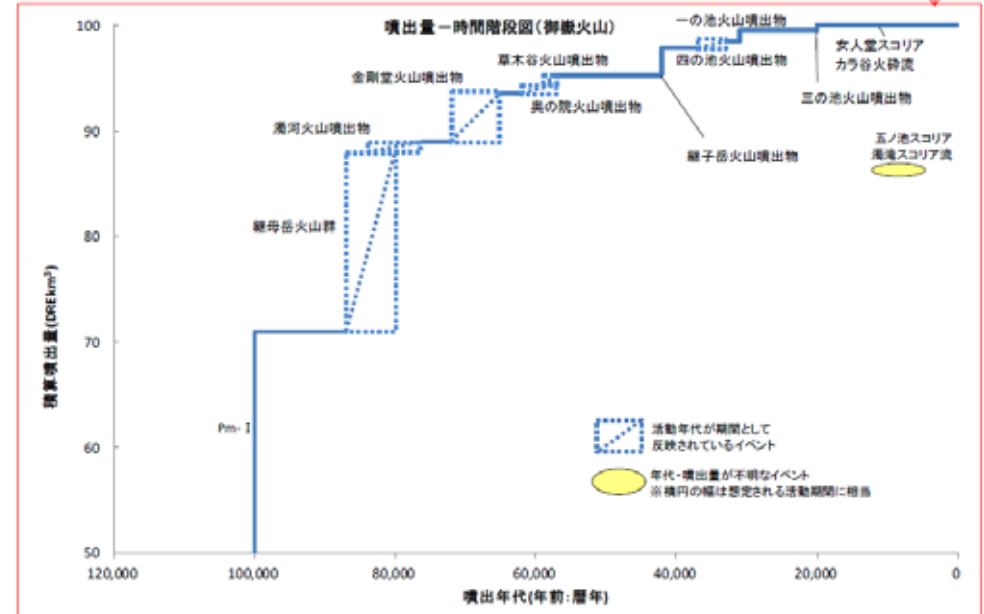 噴出量－時間階段図（御嶽火山）
100
90
80
70
60
50
積算噴出量(DREkm³)
120,000
100,000
80,000
60,000
40,000
20,000
0
噴出年代(年前：暦年)
Pm-Ⅰ
継母岳火山群
濁河火山噴出物
金剛堂火山噴出物
草木谷火山噴出物
奥の院火山噴出物
継子岳火山噴出物
四の池火山噴出物
一の池火山噴出物
三の池火山噴出物
女人堂スコリア
カラ谷火砕流
五ノ池スコリア
濁滝スコリア流
活動年代が期間として
反映されているイベント
年代・噴出量が不明なイベント
※楕円の幅は想定される活動期間に相当